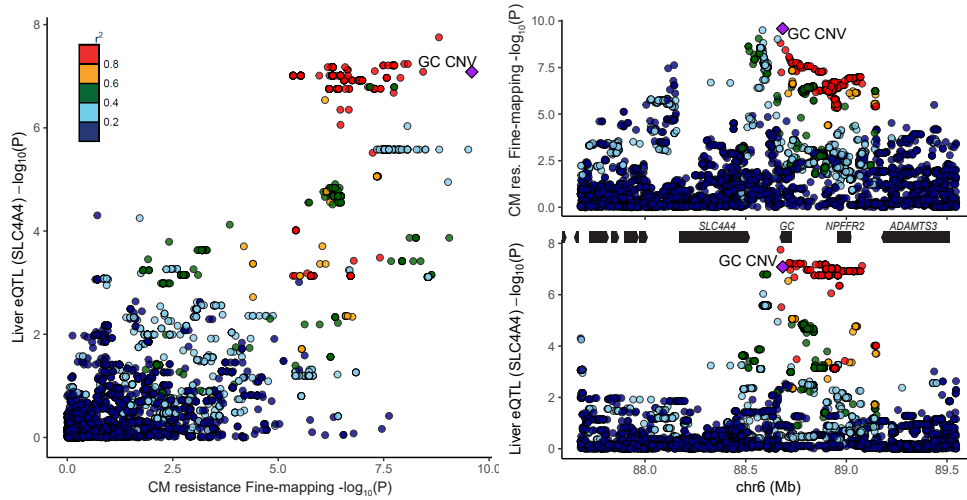 r²
0.8
0.6
0.4
0.2
GC CNV
8
6
4
2
0
Liver eQTL (SLC4A4) −log10(P)
0.0
2.5
5.0
7.5
10.0
CM resistance Fine-mapping -log10(P)
10.0
7.5
5.0
2.5
0.0
CM res. Fine-mapping -log10(P)
GC CNV
SLC4A4
GC
NPFFR2
ADAMTS3
8
6
4
2
0
Liver eQTL (SLC4A4) −log10(P)
GC CNV
88.0
88.5
89.0
89.5
chr6 (Mb)